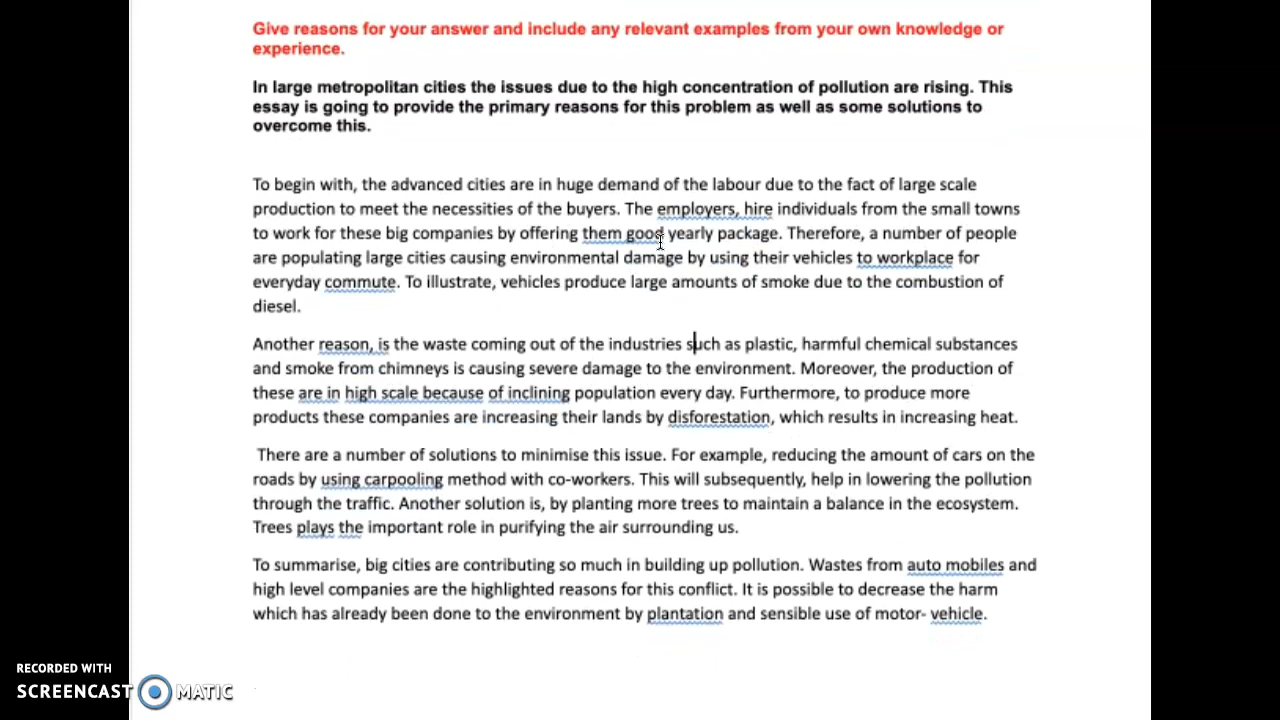 Give reasons for your answer and include any relevant examples from your own knowledge or
experience.
In large metropolitan cities the issues due to the high concentration of pollution are rising. This
essay is going to provide the primary reasons for this problem as well as some solutions to
overcome this.
To begin with, the advanced cities are in huge demand of the labour due to the fact of large scale
production to meet the necessities of the buyers. The employers, hire individuals from the small towns
to work for these big companies by offering them good yearly package. Therefore, a number of people
are populating large cities causing environmental damage by using their vehicles to workplace for
everyday commute. To illustrate, vehicles produce large amounts of smoke due to the combustion of
diesel.
Another reason, is the waste coming out of the industries such as plastic, harmful chemical substances
and smoke from chimneys is causing severe damage to the environment. Moreover, the production of
these are in high scale because of inclining population every day. Furthermore, to produce more
products these companies are increasing their lands by disforestation, which results in increasing heat.
There are a number of solutions to minimise this issue. For example, reducing the amount of cars on the
roads by using carpooling method with co-workers. This will subsequently, help in lowering the pollution
through the traffic. Another solution is, by planting more trees to maintain a balance in the ecosystem.
Trees plays the important role in purifying the air surrounding us.
To summarise, big cities are contributing so much in building up pollution. Wastes from auto mobiles and
high level companies are the highlighted reasons for this conflict. It is possible to decrease the harm
which has already been done to the environment by plantation and sensible use of motor- vehicle.
RECORDED WITH
SCREENCAST MATIC